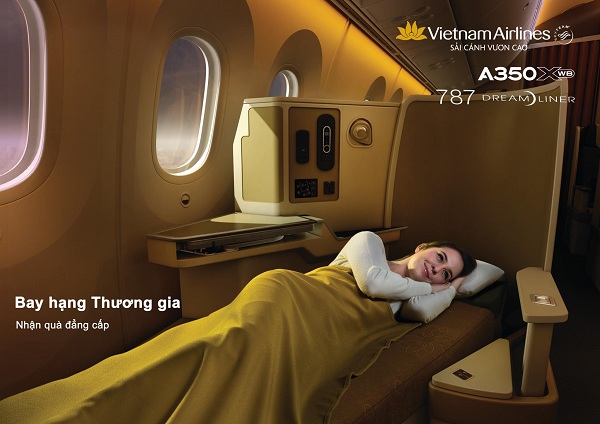 Vietnam Airlines
SẢI CÁNH VƯƠN CAO
A350 XWB
787 DREAMLINER
Bay hạng Thương gia
Nhận quà đẳng cấp